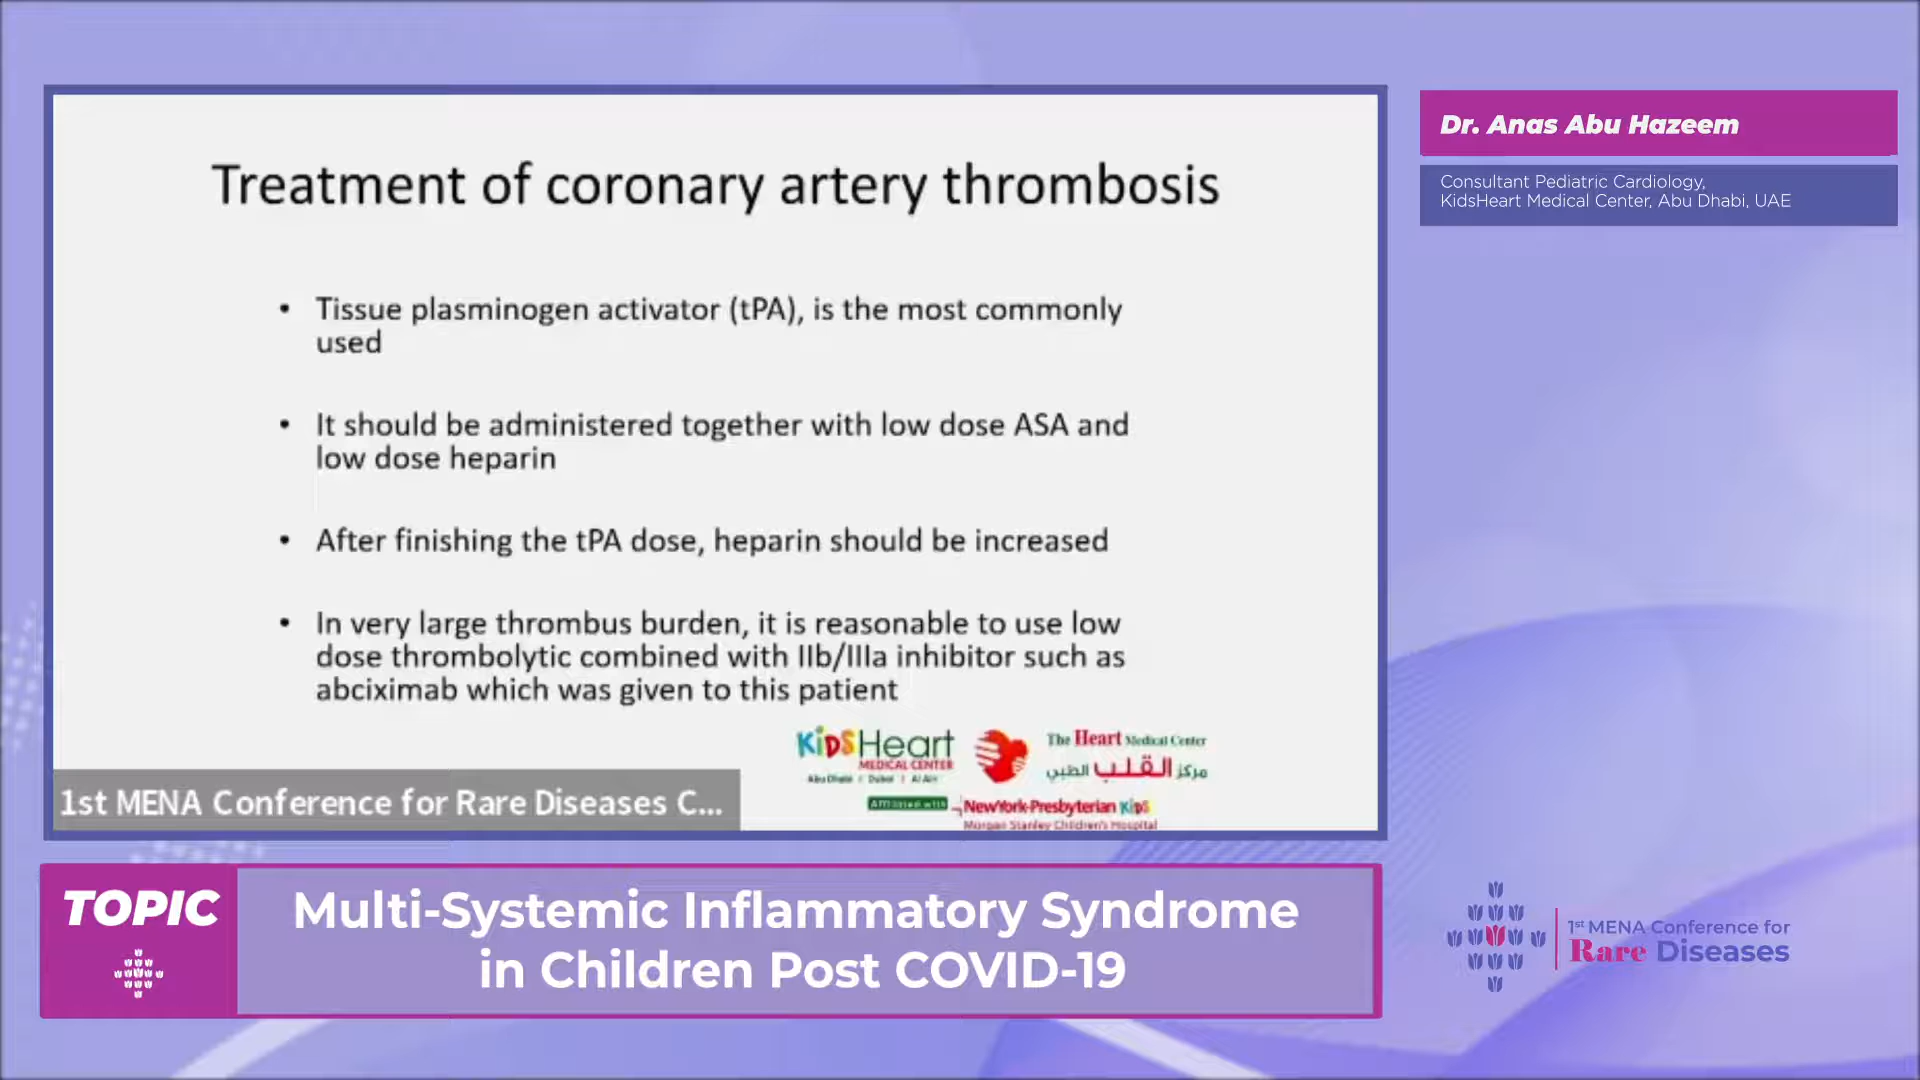 Treatment of coronary artery thrombosis
• Tissue plasminogen activator (tPA), is the most commonly
used
• It should be administered together with low dose ASA and
low dose heparin
• After finishing the tPA dose, heparin should be increased
• In very large thrombus burden, it is reasonable to use low
dose thrombolytic combined with IIb/IIIa inhibitor such as
abciximab which was given to this patient
KidsHeart
MEDICAL CENTER
Abu Dhabi | Dubai | Al Ain
The Heart Medical Center
مركز القلب الطبي
Affiliated with
NewYork-Presbyterian Kids
Morgan Stanley Children's Hospital
1st MENA Conference for Rare Diseases C...
Dr. Anas Abu Hazeem
Consultant Pediatric Cardiology,
KidsHeart Medical Center, Abu Dhabi, UAE
TOPIC
Multi-Systemic Inflammatory Syndrome
in Children Post COVID-19
1st MENA Conference for
Rare Diseases